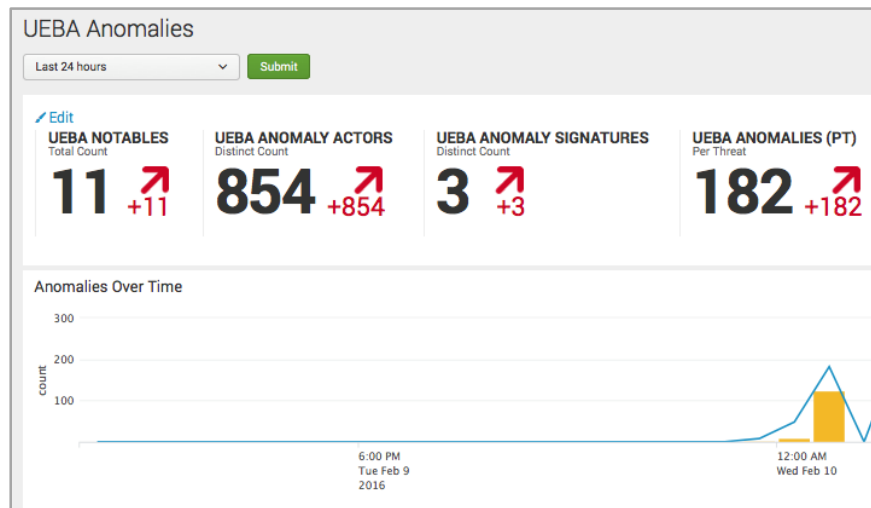 UEBA Anomalies
Last 24 hours
Submit
Edit
UEBA NOTABLES
Total Count
11
+11
UEBA ANOMALY ACTORS
Distinct Count
854
+854
UEBA ANOMALY SIGNATURES
Distinct Count
3
+3
UEBA ANOMALIES (PT)
Per Threat
182
+182
Anomalies Over Time
300
200
100
count
6:00 PM
Tue Feb 9
2016
12:00 AM
Wed Feb 10